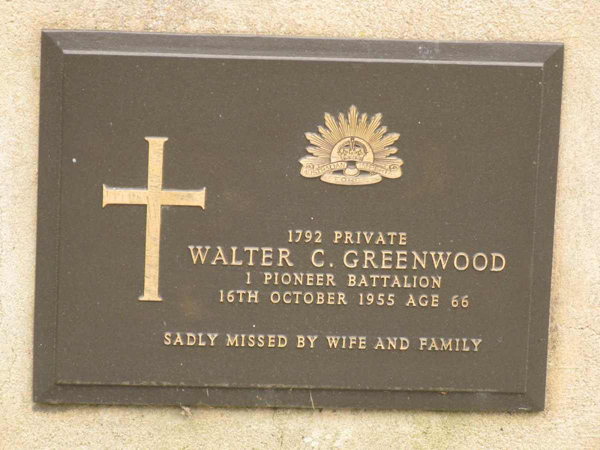 1792 PRIVATE
WALTER C. GREENWOOD
1 PIONEER BATTALION
16TH OCTOBER 1955 AGE 66
SADLY MISSED BY WIFE AND FAMILY